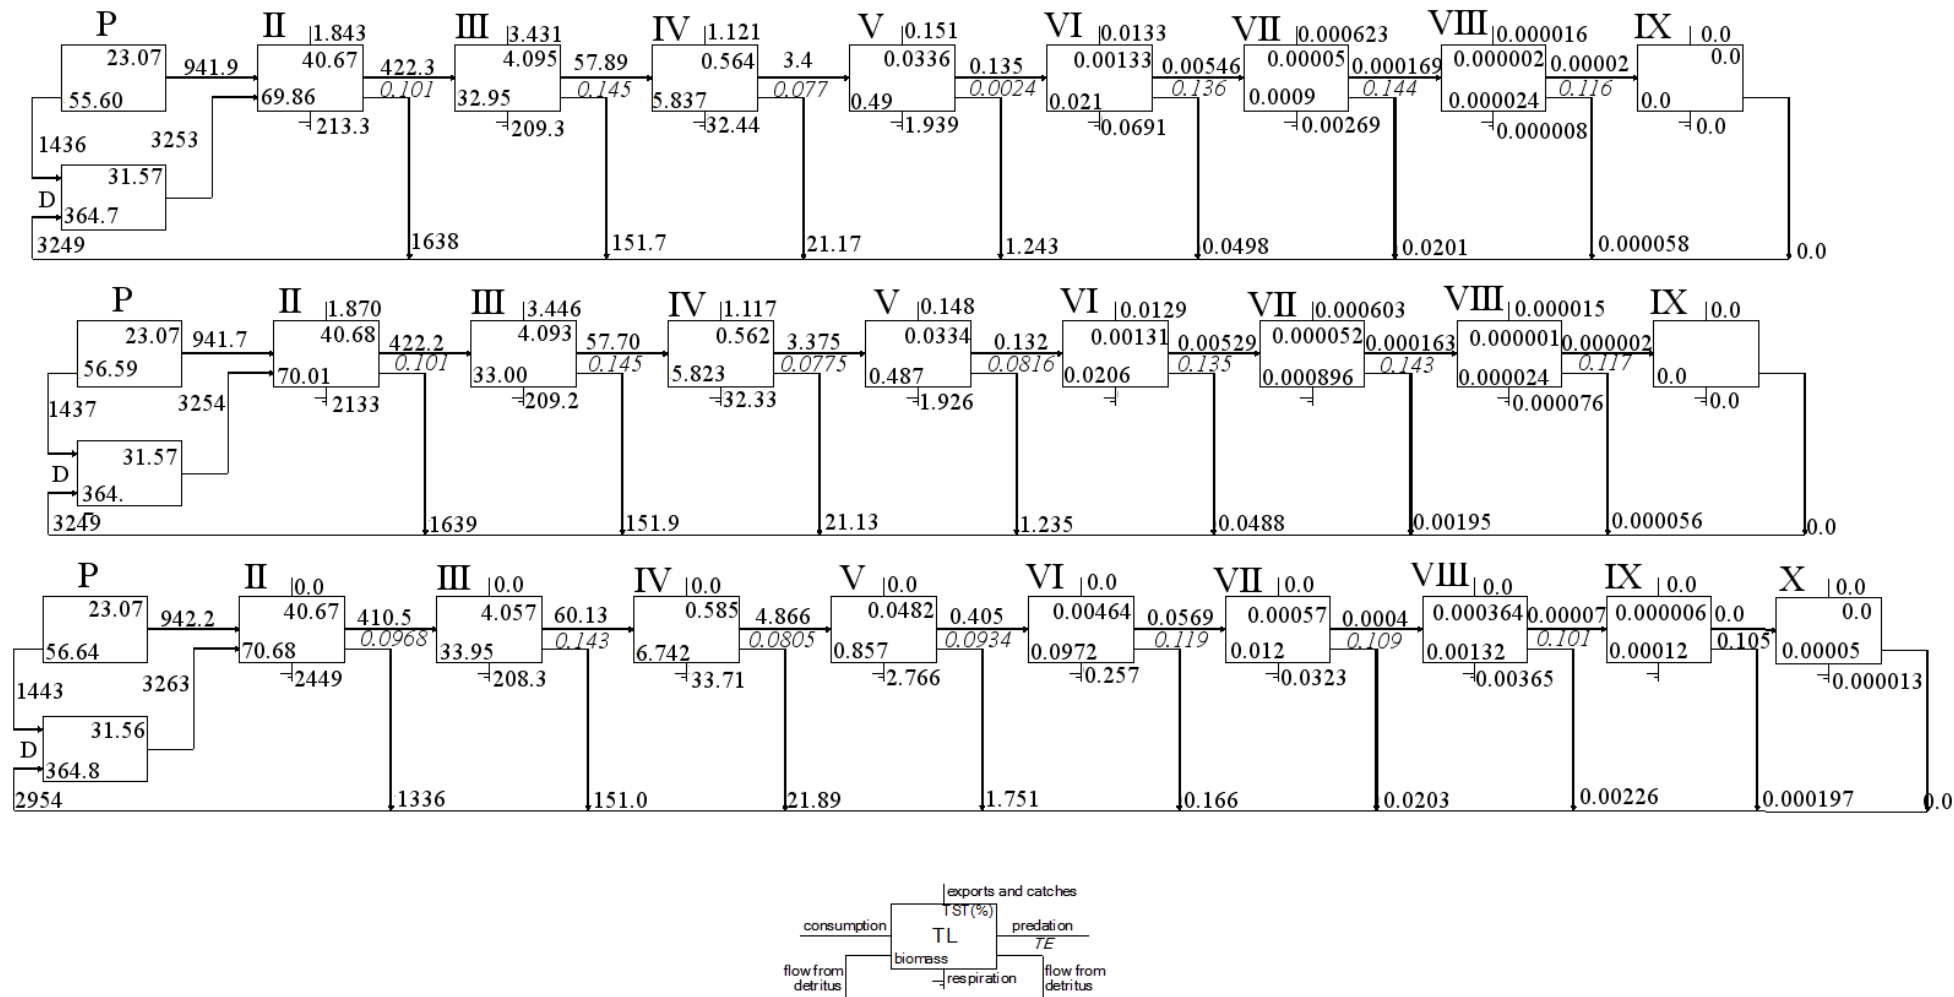 P II III IV V VI VII VIII IX
1.843 3.431 1.121 0.151 0.0133 0.000623 0.000016 0.0
23.07 40.67 4.095 0.564 0.0336 0.00133 0.00005 0.000002 0.0
941.9 422.3 57.89 3.4 0.135 0.00546 0.000169 0.00002
0.101 0.145 0.077 0.0024 0.136 0.144 0.116
55.60 69.86 32.95 5.837 0.49 0.021 0.0009 0.000024 0.0
213.3 209.3 32.44 1.939 0.0691 0.00269 0.000008 0.0
1436 3253
31.57
D
364.7
3249 1638 151.7 21.17 1.243 0.0498 0.0201 0.000058 0.0
P II III IV V VI VII VIII IX
1.870 3.446 1.117 0.148 0.0129 0.000603 0.000015 0.0
23.07 40.68 4.093 0.562 0.0334 0.00131 0.000052 0.000001
941.7 422.2 57.70 3.375 0.132 0.00529 0.000163 0.000002
0.101 0.145 0.0775 0.0816 0.135 0.143 0.117
56.59 70.01 33.00 5.823 0.487 0.0206 0.000896 0.000024 0.0
2133 209.2 32.33 1.926 0.000076 0.0
1437 3254
31.57
D
364.
3249 1639 151.9 21.13 1.235 0.0488 0.00195 0.000056 0.0
P II III IV V VI VII VIII IX X
0.0 0.0 0.0 0.0 0.0 0.0 0.0 0.0 0.0
23.07 40.67 4.057 0.585 0.0482 0.00464 0.00057 0.000364 0.000006 0.0
942.2 410.5 60.13 4.866 0.405 0.0569 0.0004 0.00007 0.0
0.0968 0.143 0.0805 0.0934 0.119 0.109 0.101 0.105
56.64 70.68 33.95 6.742 0.857 0.0972 0.012 0.00132 0.00012 0.00005
2449 208.3 33.71 2.766 0.257 0.0323 0.00365 0.000013
1443 3263
31.56
D
364.8
2954 1336 151.0 21.89 1.751 0.166 0.0203 0.00226 0.000197 0.0
exports and catches
TST(%)
consumption TL predation
TE
biomass
flow from detritus respiration flow from detritus